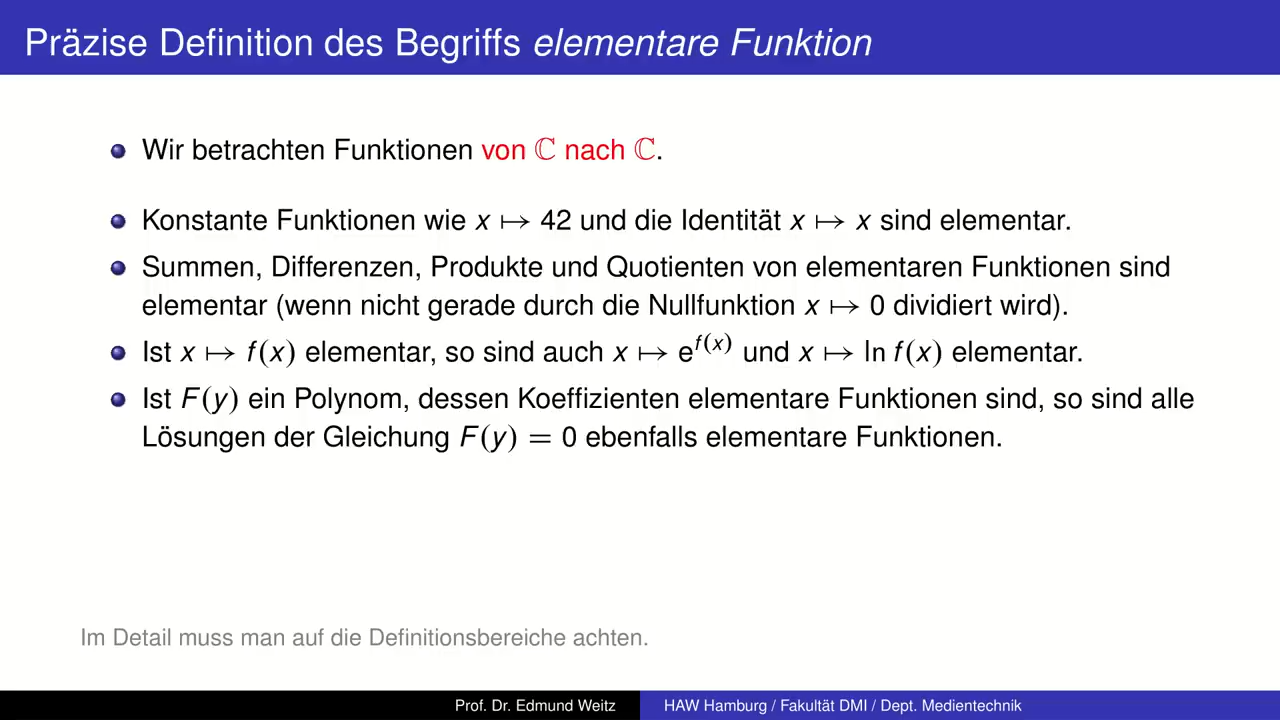 Präzise Definition des Begriffs elementare Funktion
Wir betrachten Funktionen von ℂ nach ℂ.
Konstante Funktionen wie x ↦ 42 und die Identität x ↦ x sind elementar.
Summen, Differenzen, Produkte und Quotienten von elementaren Funktionen sind
elementar (wenn nicht gerade durch die Nullfunktion x ↦ 0 dividiert wird).
Ist x ↦ f(x) elementar, so sind auch x ↦ e^{f(x)} und x ↦ ln f(x) elementar.
Ist F(y) ein Polynom, dessen Koeffizienten elementare Funktionen sind, so sind alle
Lösungen der Gleichung F(y) = 0 ebenfalls elementare Funktionen.
Im Detail muss man auf die Definitionsbereiche achten.
Prof. Dr. Edmund Weitz HAW Hamburg / Fakultät DMI / Dept. Medientechnik